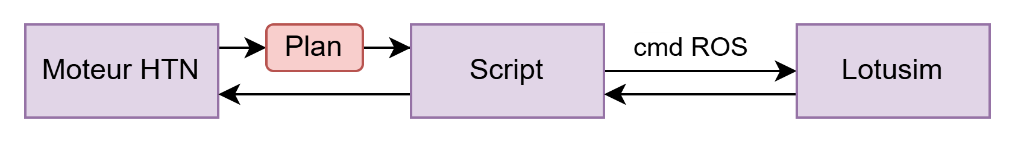 Moteur HTN
Plan
Script
cmd ROS
Lotusim